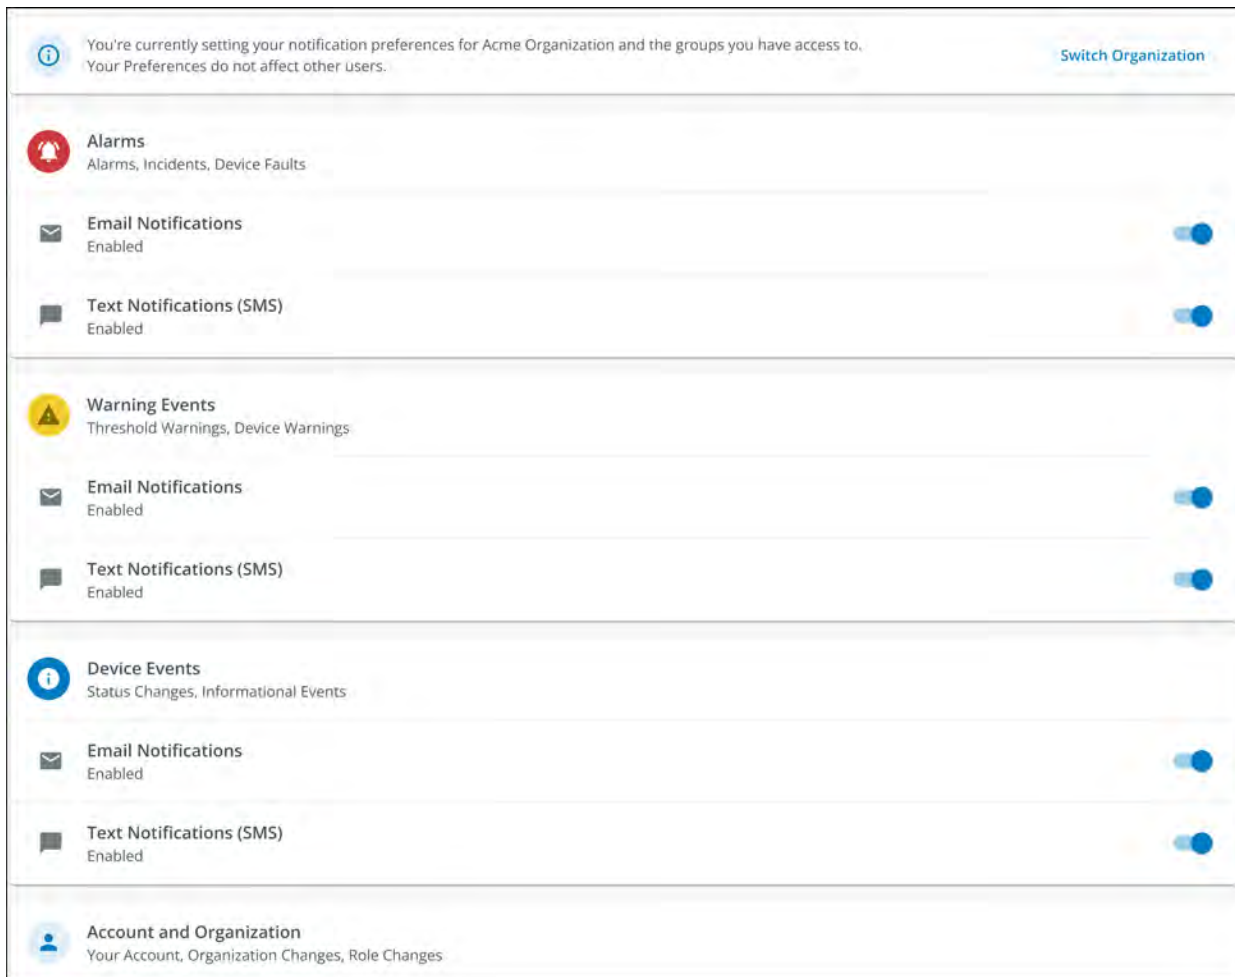 You're currently setting your notification preferences for Acme Organization and the groups you have access to.
Your Preferences do not affect other users.
Switch Organization
Alarms
Alarms, Incidents, Device Faults
Email Notifications
Enabled
Text Notifications (SMS)
Enabled
Warning Events
Threshold Warnings, Device Warnings
Email Notifications
Enabled
Text Notifications (SMS)
Enabled
Device Events
Status Changes, Informational Events
Email Notifications
Enabled
Text Notifications (SMS)
Enabled
Account and Organization
Your Account, Organization Changes, Role Changes